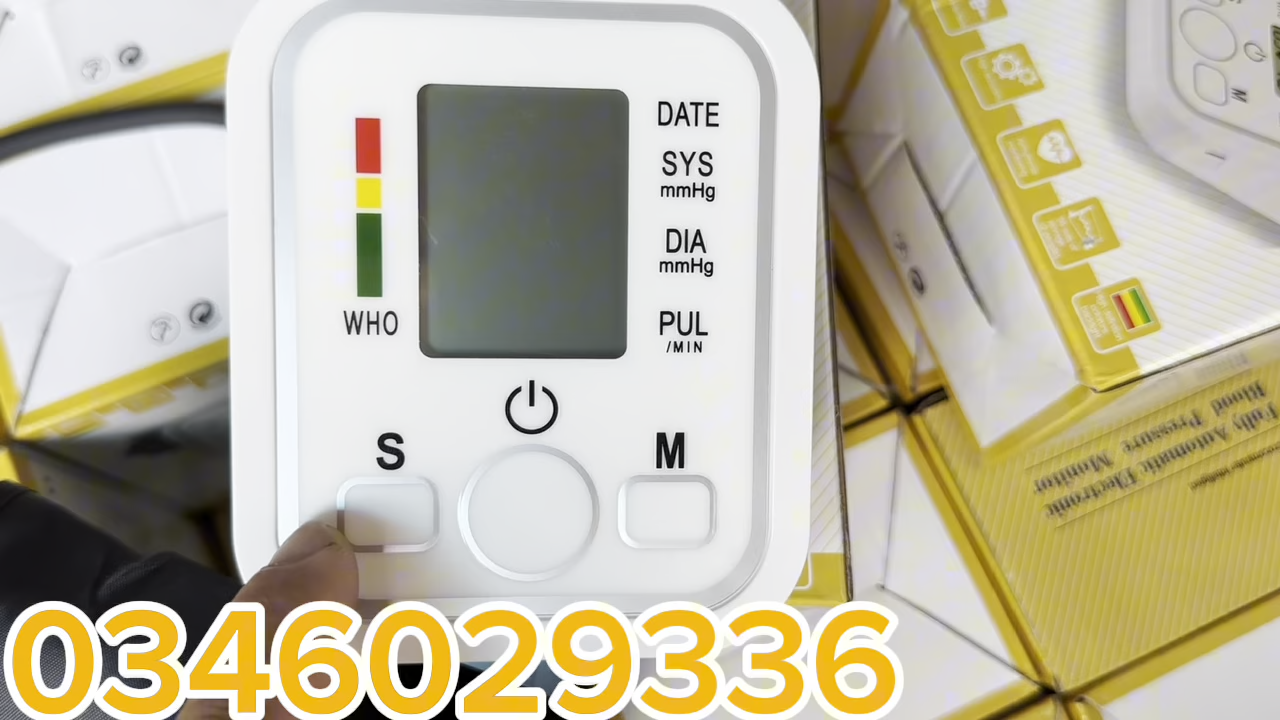 DATE
SYS
mmHg
DIA
mmHg
PUL
/MIN
WHO
S
M
M
Fully Automatic Electronic
Blood Pressure
Monitor
0346029336